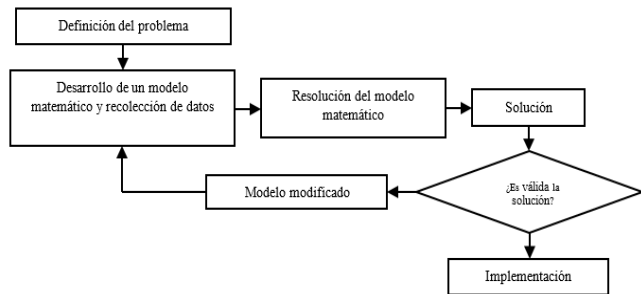 Definición del problema
Desarrollo de un modelo
matemático y recolección de datos
Resolución del modelo
matemático
Solución
¿Es válida la
solución?
Modelo modificado
Implementación